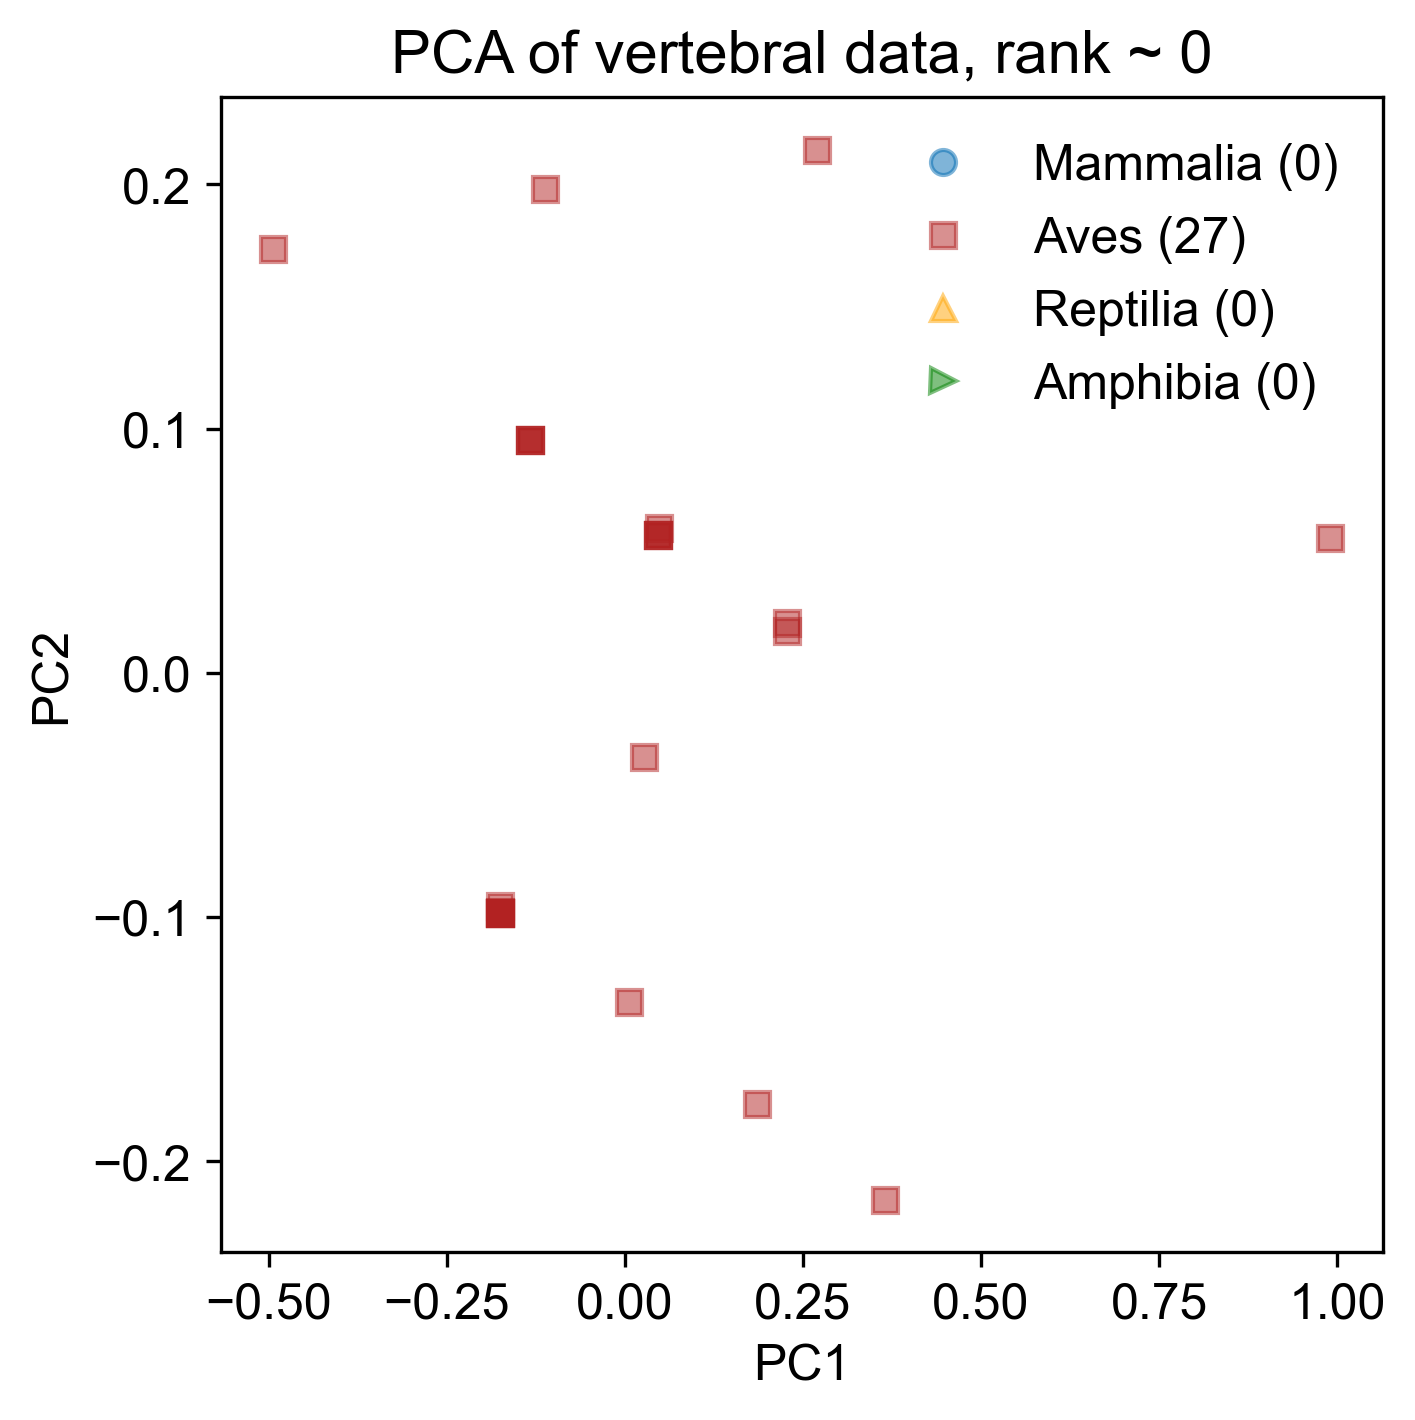 PCA of vertebral data, rank ~ 0
Mammalia (0)
Aves (27)
Reptilia (0)
Amphibia (0)
0.2
0.1
0.0
−0.1
−0.2
PC2
−0.50 −0.25 0.00 0.25 0.50 0.75 1.00
PC1